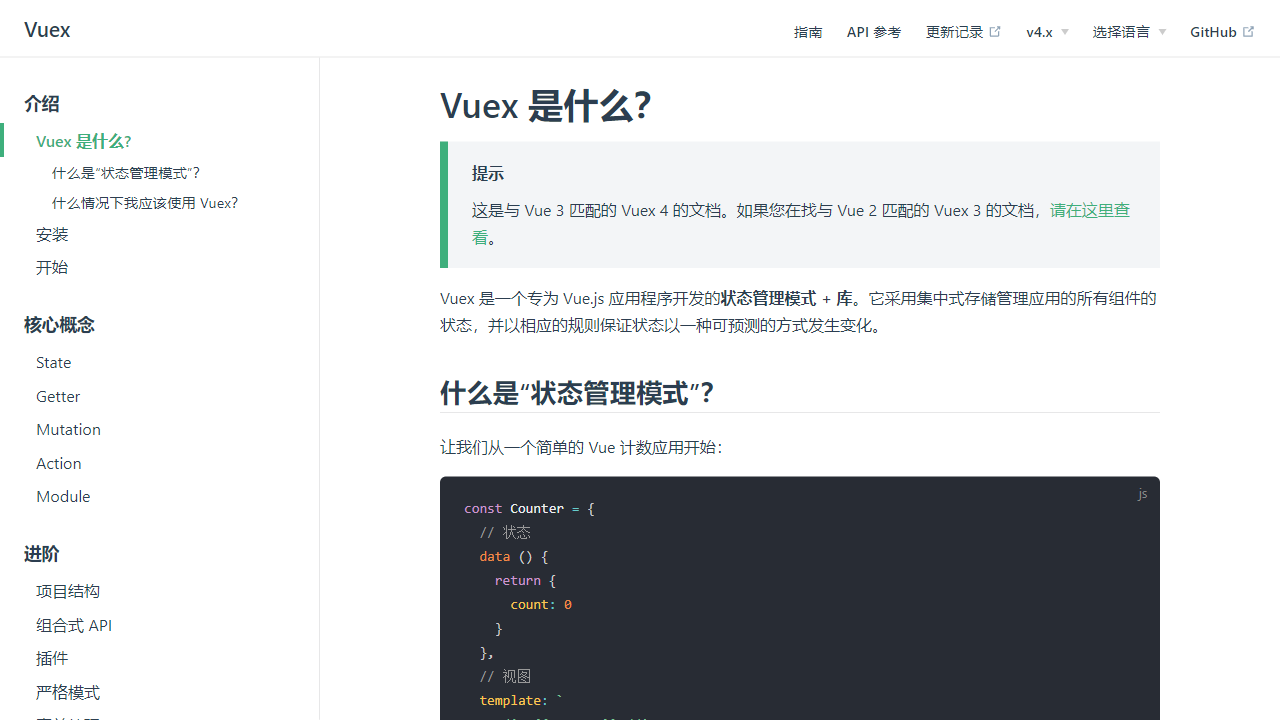 Vuex
指南
API 参考
更新记录
v4.x
选择语言
GitHub
介绍
Vuex 是什么?
什么是“状态管理模式”？
什么情况下我应该使用 Vuex？
安装
开始
核心概念
State
Getter
Mutation
Action
Module
进阶
项目结构
组合式 API
插件
严格模式
Vuex 是什么?
提示
这是与 Vue 3 匹配的 Vuex 4 的文档。如果您在找与 Vue 2 匹配的 Vuex 3 的文档，请在这里查
看。
Vuex 是一个专为 Vue.js 应用程序开发的状态管理模式 + 库。它采用集中式存储管理应用的所有组件的
状态，并以相应的规则保证状态以一种可预测的方式发生变化。
什么是“状态管理模式”？
让我们从一个简单的 Vue 计数应用开始：
js
const Counter = {
// 状态
data () {
return {
count: 0
}
},
// 视图
template: `